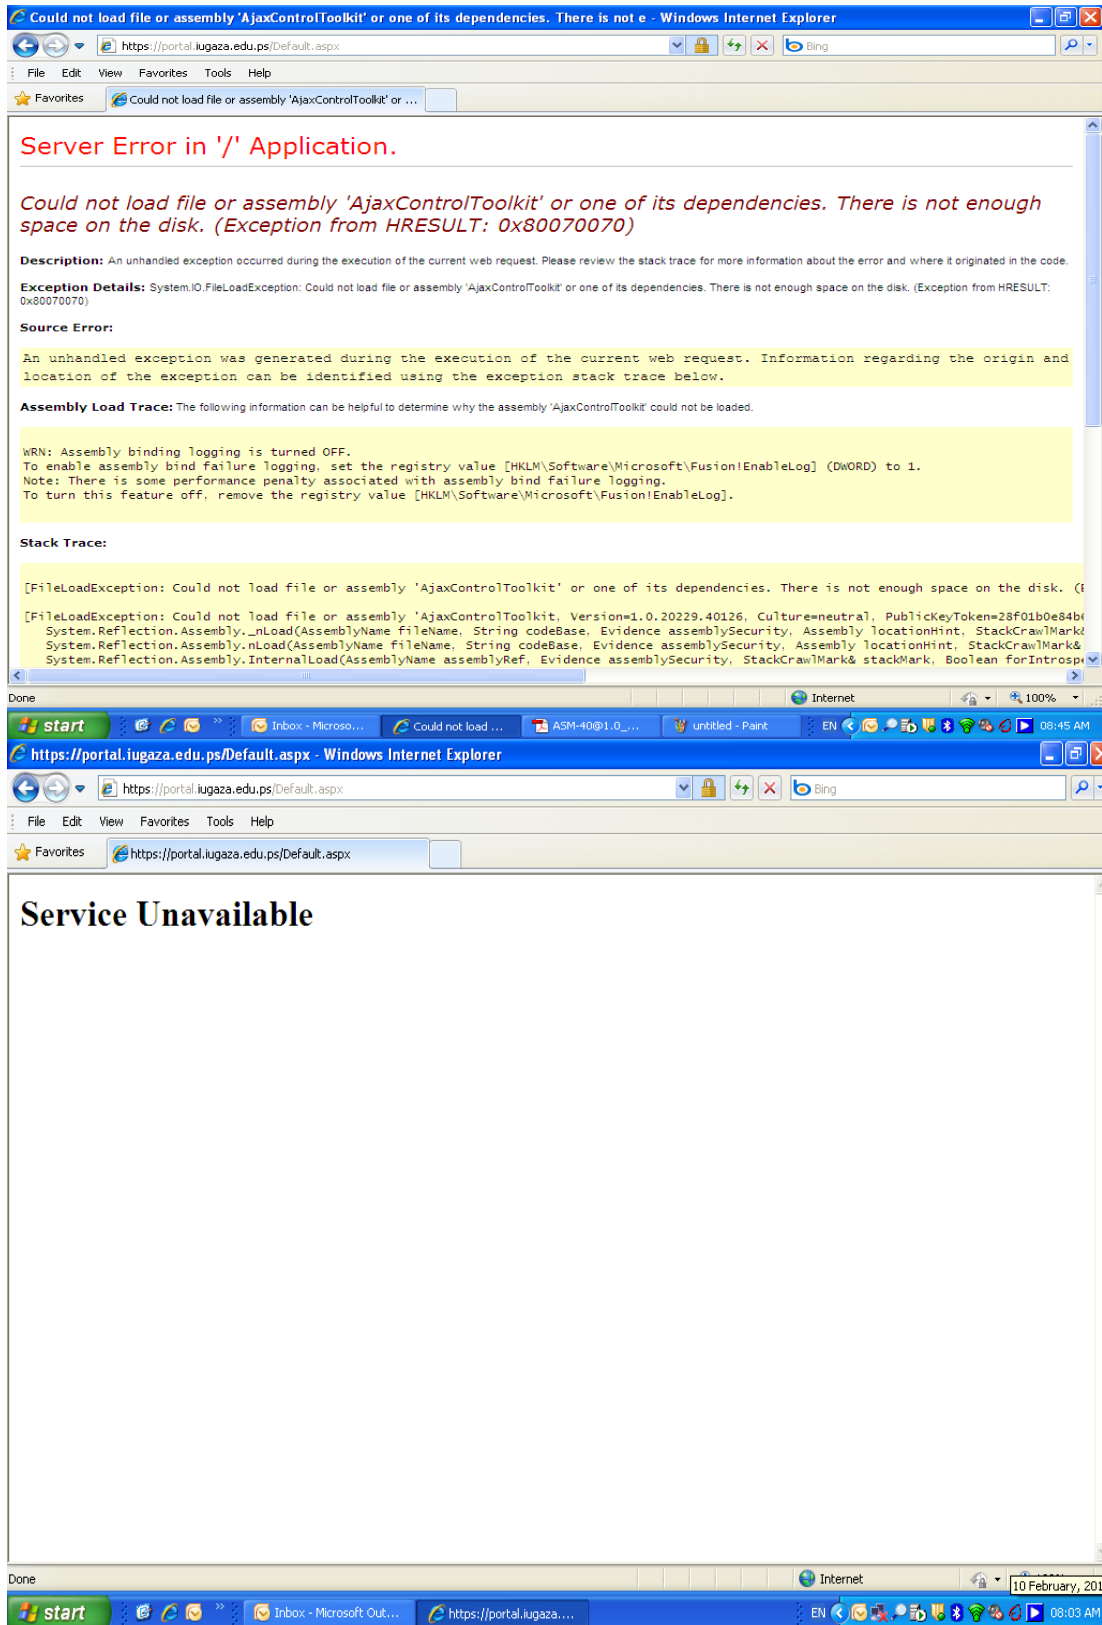 Could not load file or assembly 'AjaxControlToolkit' or one of its dependencies. There is not e - Windows Internet Explorer
https://portal.iugaza.edu.ps/Default.aspx
Bing
File Edit View Favorites Tools Help
Favorites
Could not load file or assembly 'AjaxControlToolkit' or ...
Server Error in '/' Application.
Could not load file or assembly 'AjaxControlToolkit' or one of its dependencies. There is not enough
space on the disk. (Exception from HRESULT: 0x80070070)
Description: An unhandled exception occurred during the execution of the current web request. Please review the stack trace for more information about the error and where it originated in the code.
Exception Details: System.IO.FileLoadException: Could not load file or assembly 'AjaxControlToolkit' or one of its dependencies. There is not enough space on the disk. (Exception from HRESULT:
0x80070070)
Source Error:
An unhandled exception was generated during the execution of the current web request. Information regarding the origin and
location of the exception can be identified using the exception stack trace below.
Assembly Load Trace: The following information can be helpful to determine why the assembly 'AjaxControlToolkit' could not be loaded.
WRN: Assembly binding logging is turned OFF.
To enable assembly bind failure logging, set the registry value [HKLM\Software\Microsoft\Fusion!EnableLog] (DWORD) to 1.
Note: There is some performance penalty associated with assembly bind failure logging.
To turn this feature off, remove the registry value [HKLM\Software\Microsoft\Fusion!EnableLog].
Stack Trace:
[FileLoadException: Could not load file or assembly 'AjaxControlToolkit' or one of its dependencies. There is not enough space on the disk. (E
[FileLoadException: Could not load file or assembly 'AjaxControlToolkit, Version=1.0.20229.40126, Culture=neutral, PublicKeyToken=28f01b0e84b6
System.Reflection.Assembly._nLoad(AssemblyName fileName, String codeBase, Evidence assemblySecurity, Assembly locationHint, StackCrawlMark&
System.Reflection.Assembly.nLoad(AssemblyName fileName, String codeBase, Evidence assemblySecurity, Assembly locationHint, StackCrawlMark&
System.Reflection.Assembly.InternalLoad(AssemblyName assemblyRef, Evidence assemblySecurity, StackCrawlMark& stackMark, Boolean forIntrospe
Done Internet 100%
start Inbox - Microso... Could not load ... ASM-40@1.0_... untitled - Paint EN 08:45 AM
https://portal.iugaza.edu.ps/Default.aspx - Windows Internet Explorer
https://portal.iugaza.edu.ps/Default.aspx
Bing
File Edit View Favorites Tools Help
Favorites
https://portal.iugaza.edu.ps/Default.aspx
Service Unavailable
Done Internet
10 February, 201
start Inbox - Microsoft Out... https://portal.iugaza.... EN 08:03 AM